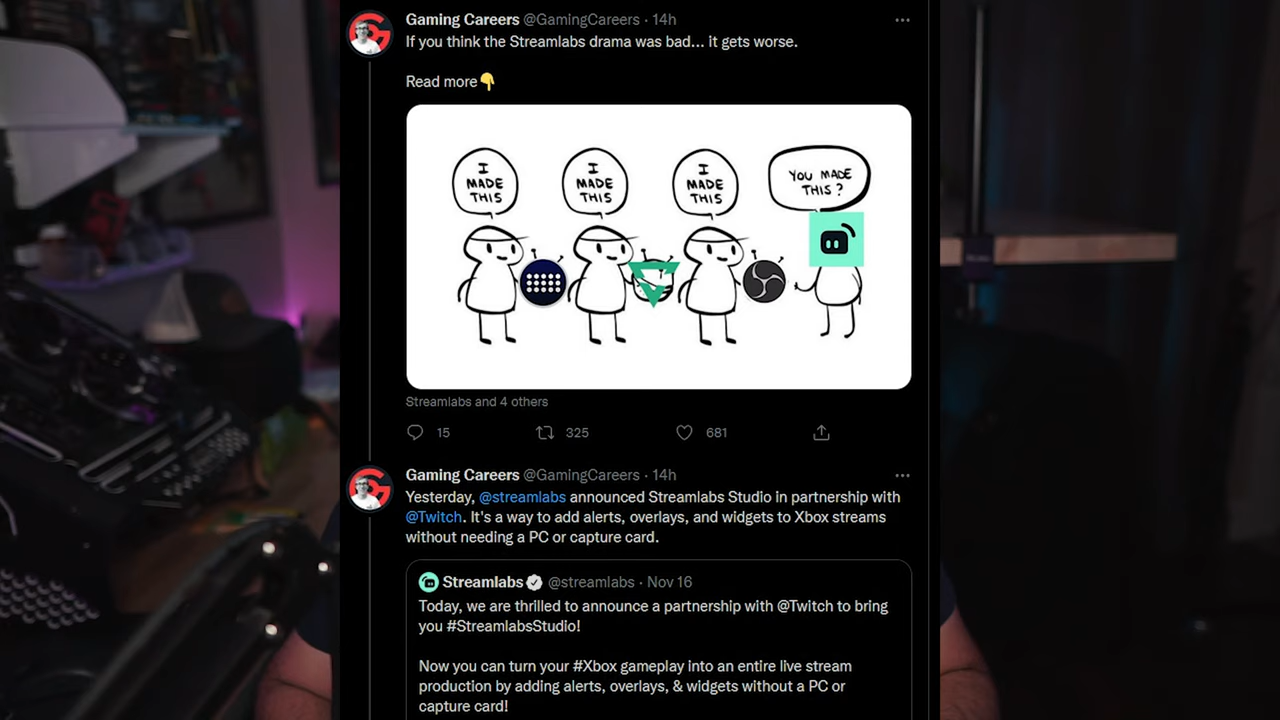 Gaming Careers @GamingCareers · 14h
If you think the Streamlabs drama was bad... it gets worse.
Read more👇
I MADE THIS
I MADE THIS
I MADE THIS
YOU MADE THIS?
Streamlabs and 4 others
15 325 681
Gaming Careers @GamingCareers · 14h
Yesterday, @streamlabs announced Streamlabs Studio in partnership with
@Twitch. It's a way to add alerts, overlays, and widgets to Xbox streams
without needing a PC or capture card.
Streamlabs @streamlabs · Nov 16
Today, we are thrilled to announce a partnership with @Twitch to bring
you #StreamlabsStudio!
Now you can turn your #Xbox gameplay into an entire live stream
production by adding alerts, overlays, & widgets without a PC or
capture card!